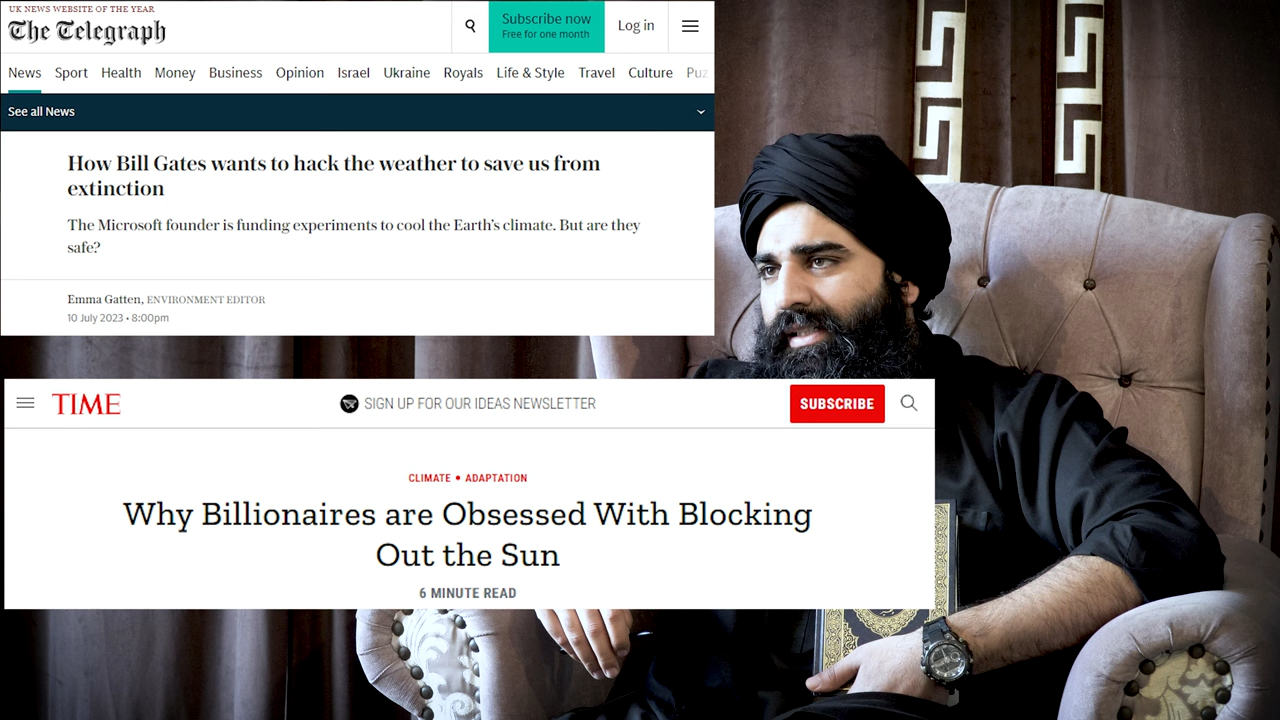 UK NEWS WEBSITE OF THE YEAR
The Telegraph
Subscribe now
Free for one month
Log in
News Sport Health Money Business Opinion Israel Ukraine Royals Life & Style Travel Culture Puz
See all News
How Bill Gates wants to hack the weather to save us from
extinction
The Microsoft founder is funding experiments to cool the Earth's climate. But are they
safe?
Emma Gatten, ENVIRONMENT EDITOR
10 July 2023 • 8:00pm
TIME
SIGN UP FOR OUR IDEAS NEWSLETTER
SUBSCRIBE
CLIMATE • ADAPTATION
Why Billionaires are Obsessed With Blocking
Out the Sun
6 MINUTE READ